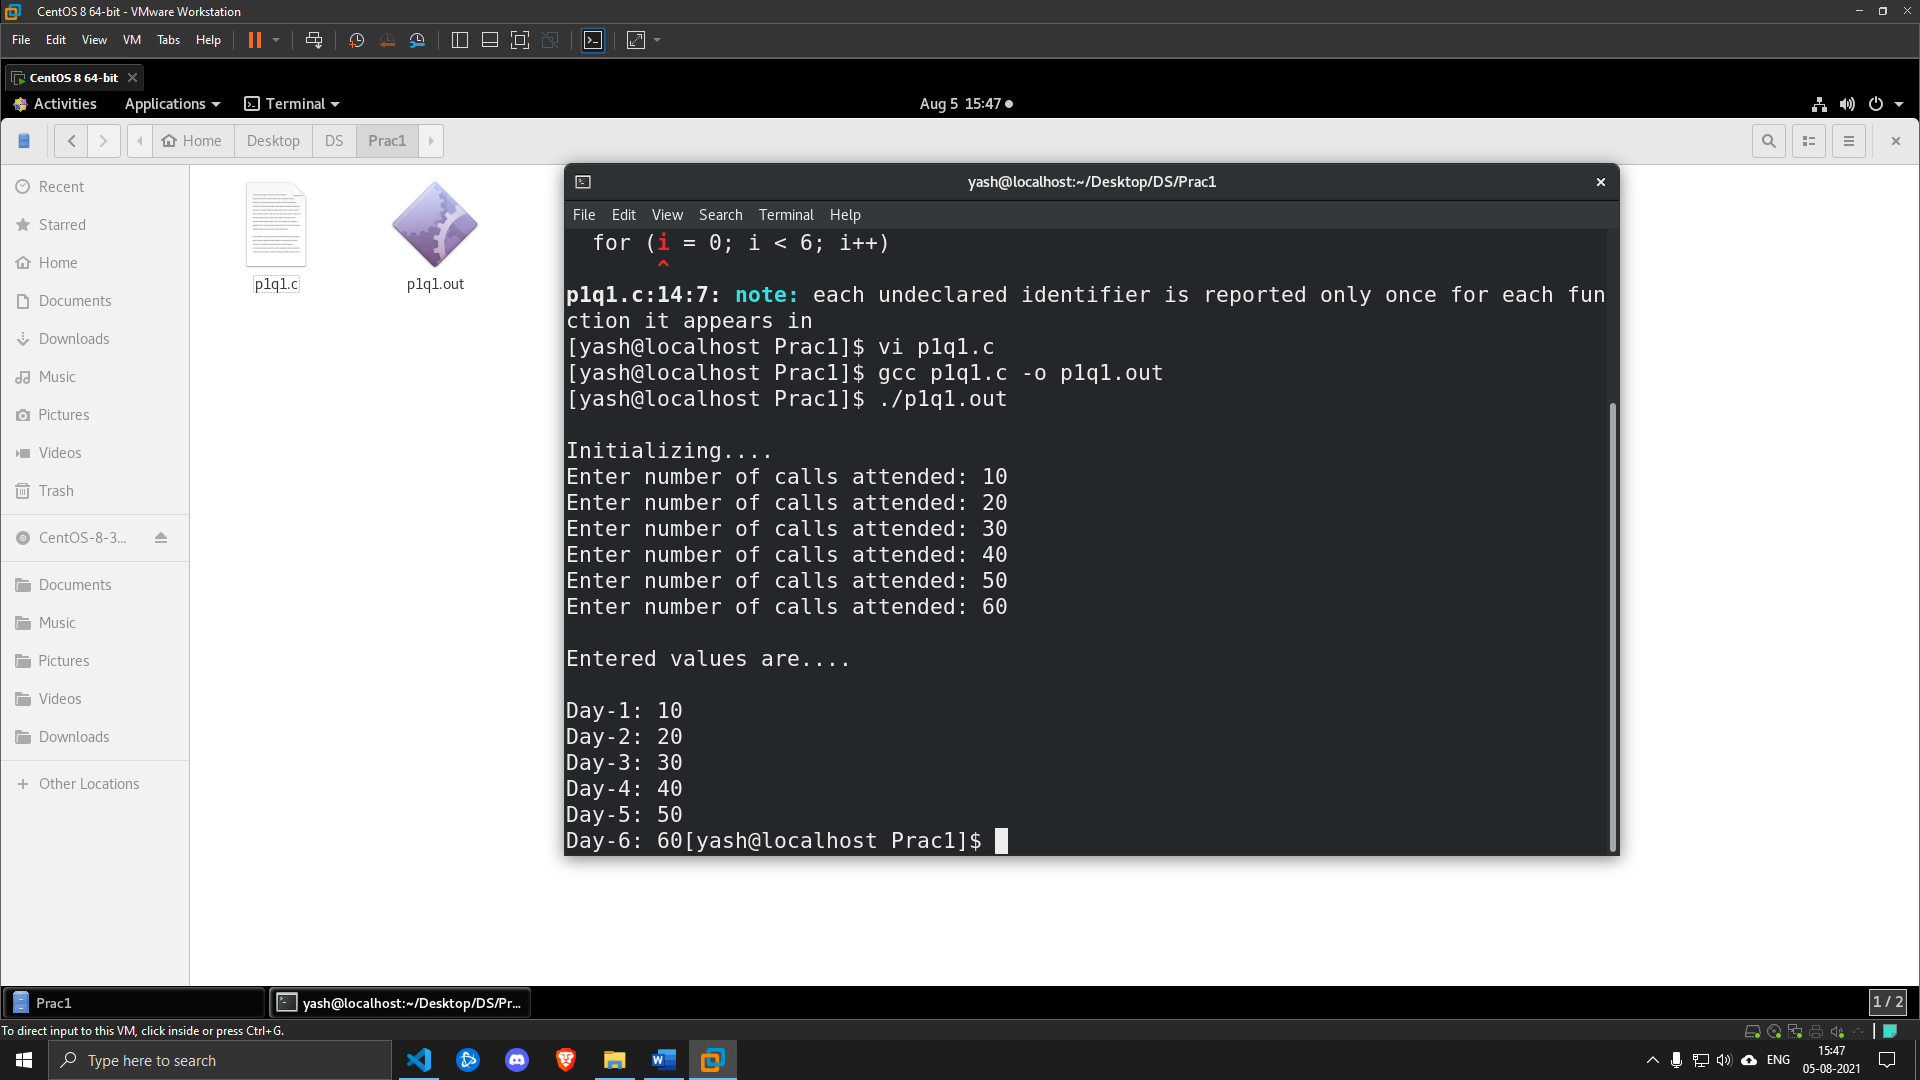 CentOS 8 64-bit - VMware Workstation
File Edit View VM Tabs Help
CentOS 8 64-bit
Activities Applications Terminal Aug 5 15:47
Home Desktop DS Prac1
Recent
Starred
Home
Documents
Downloads
Music
Pictures
Videos
Trash
CentOS-8-3...
Documents
Music
Pictures
Videos
Downloads
Other Locations
p1q1.c p1q1.out
yash@localhost:~/Desktop/DS/Prac1
File Edit View Search Terminal Help
for (i = 0; i < 6; i++)
^
p1q1.c:14:7: note: each undeclared identifier is reported only once for each fun
ction it appears in
[yash@localhost Prac1]$ vi p1q1.c
[yash@localhost Prac1]$ gcc p1q1.c -o p1q1.out
[yash@localhost Prac1]$ ./p1q1.out
Initializing....
Enter number of calls attended: 10
Enter number of calls attended: 20
Enter number of calls attended: 30
Enter number of calls attended: 40
Enter number of calls attended: 50
Enter number of calls attended: 60
Entered values are....
Day-1: 10
Day-2: 20
Day-3: 30
Day-4: 40
Day-5: 50
Day-6: 60[yash@localhost Prac1]$
Prac1 yash@localhost:~/Desktop/DS/Pr... 1 / 2
To direct input to this VM, click inside or press Ctrl+G.
Type here to search
ENG
15:47
05-08-2021